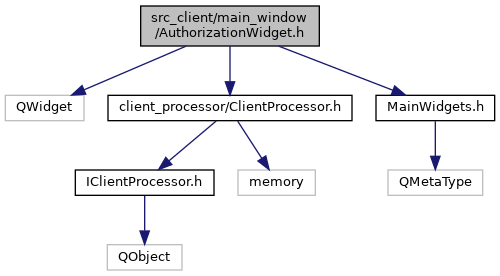 src_client/main_window
/AuthorizationWidget.h
QWidget
client_processor/ClientProcessor.h
MainWidgets.h
IClientProcessor.h
memory
QMetaType
QObject